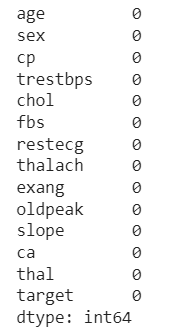 age 0
sex 0
cp 0
trestbps 0
chol 0
fbs 0
restecg 0
thalach 0
exang 0
oldpeak 0
slope 0
ca 0
thal 0
target 0
dtype: int64